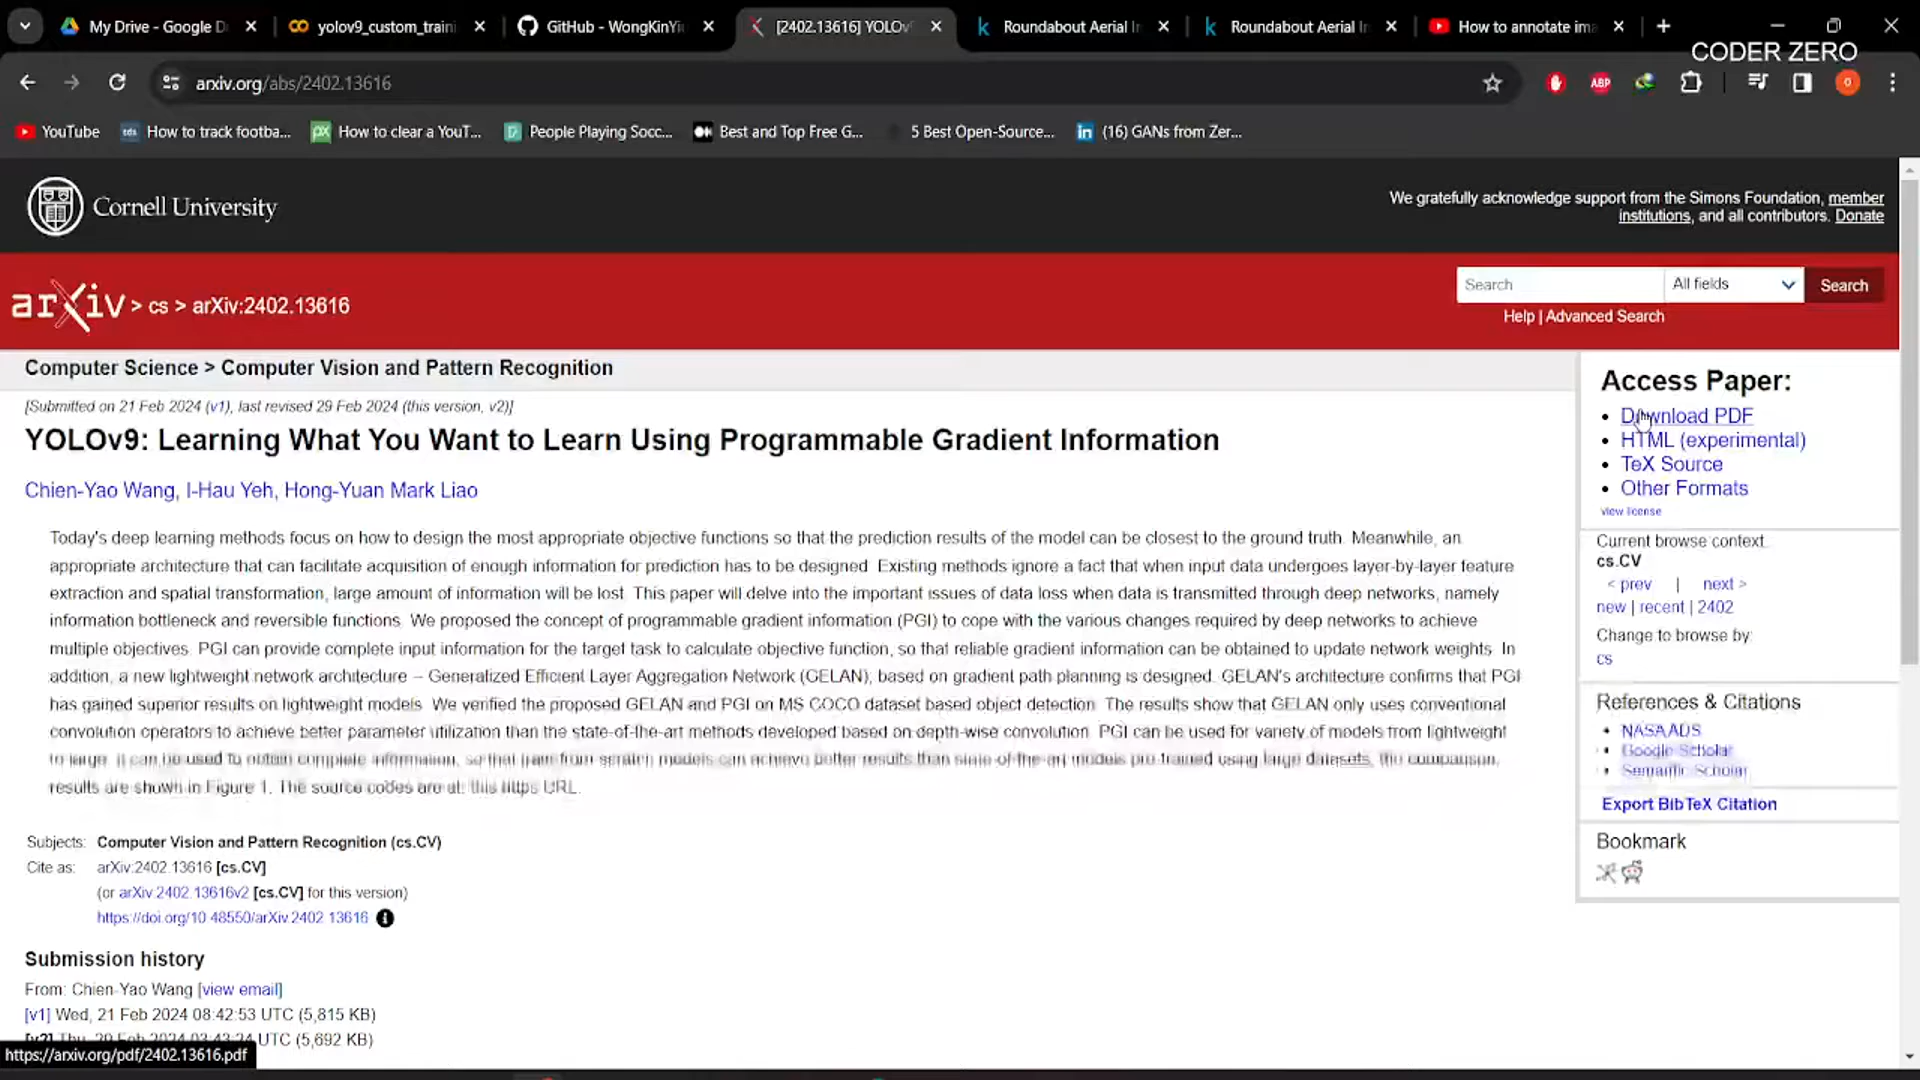 My Drive - Google D
yolov9_custom_traini
GitHub - WongKinYi
[2402.13616] YOLOv
Roundabout Aerial I
Roundabout Aerial I
How to annotate ima
CODER ZERO
arxiv.org/abs/2402.13616
ABP
YouTube
How to track footba...
How to clear a YouT...
People Playing Socc...
Best and Top Free G...
5 Best Open-Source...
(16) GANs from Zer...
Cornell University
We gratefully acknowledge support from the Simons Foundation, member
institutions, and all contributors. Donate
arXiv > cs > arXiv:2402.13616
Search
All fields
Search
Help | Advanced Search
Computer Science > Computer Vision and Pattern Recognition
[Submitted on 21 Feb 2024 (v1), last revised 29 Feb 2024 (this version, v2)]
YOLOv9: Learning What You Want to Learn Using Programmable Gradient Information
Chien-Yao Wang, I-Hau Yeh, Hong-Yuan Mark Liao
Today's deep learning methods focus on how to design the most appropriate objective functions so that the prediction results of the model can be closest to the ground truth. Meanwhile, an
appropriate architecture that can facilitate acquisition of enough information for prediction has to be designed. Existing methods ignore a fact that when input data undergoes layer-by-layer feature
extraction and spatial transformation, large amount of information will be lost. This paper will delve into the important issues of data loss when data is transmitted through deep networks, namely
information bottleneck and reversible functions. We proposed the concept of programmable gradient information (PGI) to cope with the various changes required by deep networks to achieve
multiple objectives. PGI can provide complete input information for the target task to calculate objective function, so that reliable gradient information can be obtained to update network weights. In
addition, a new lightweight network architecture – Generalized Efficient Layer Aggregation Network (GELAN), based on gradient path planning is designed. GELAN's architecture confirms that PGI
has gained superior results on lightweight models. We verified the proposed GELAN and PGI on MS COCO dataset based object detection. The results show that GELAN only uses conventional
convolution operators to achieve better parameter utilization than the state-of-the-art methods developed based on depth-wise convolution. PGI can be used for variety of models from lightweight
to large. It can be used to obtain complete information, so that train-from-scratch models can achieve better results than state-of-the-art models pre-trained using large datasets, the comparison
results are shown in Figure 1. The source codes are at: this https URL.
Subjects: Computer Vision and Pattern Recognition (cs.CV)
Cite as: arXiv:2402.13616 [cs.CV]
(or arXiv:2402.13616v2 [cs.CV] for this version)
https://doi.org/10.48550/arXiv.2402.13616
Submission history
From: Chien-Yao Wang [view email]
[v1] Wed, 21 Feb 2024 08:42:53 UTC (5,815 KB)
[v2] Thu, 29 Feb 2024 03:43:24 UTC (5,692 KB)
https://arxiv.org/pdf/2402.13616.pdf
Access Paper:
Download PDF
HTML (experimental)
TeX Source
Other Formats
view license
Current browse context:
cs.CV
< prev | next >
new | recent | 2402
Change to browse by:
cs
References & Citations
NASA ADS
Google Scholar
Semantic Scholar
Export BibTeX Citation
Bookmark